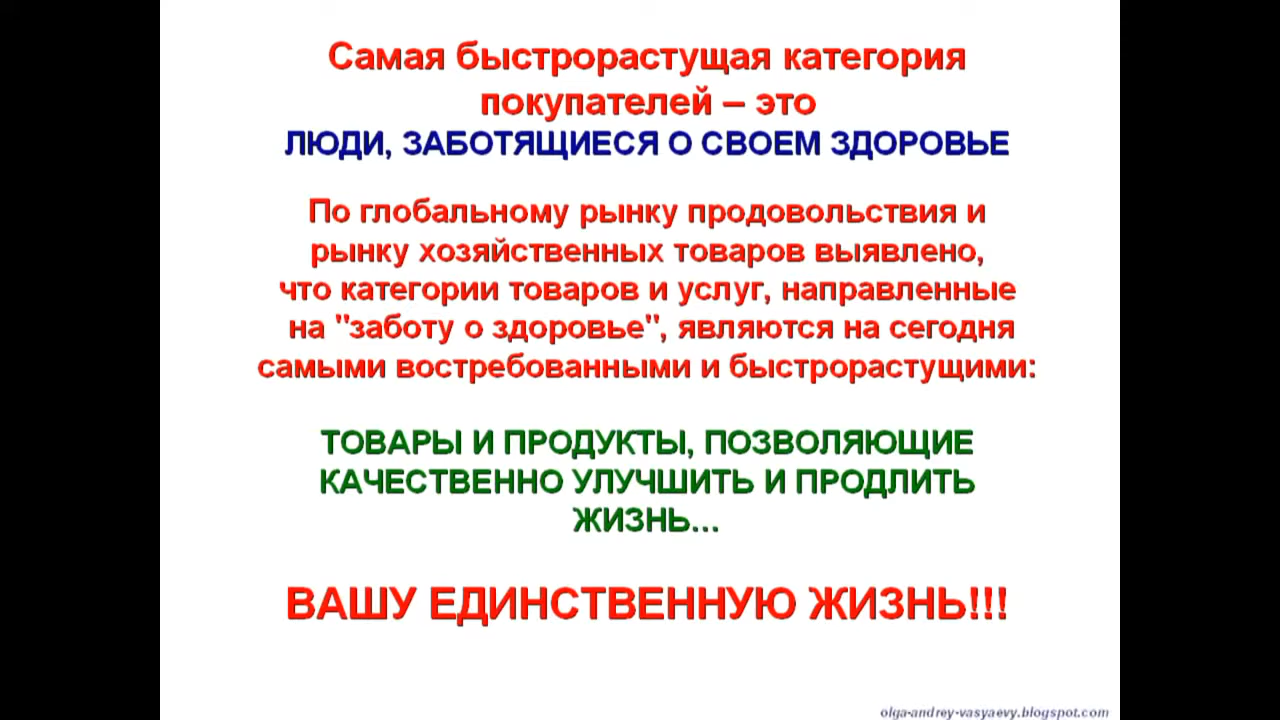 Самая быстрорастущая категория
покупателей – это
ЛЮДИ, ЗАБОТЯЩИЕСЯ О СВОЕМ ЗДОРОВЬЕ
По глобальному рынку продовольствия и
рынку хозяйственных товаров выявлено,
что категории товаров и услуг, направленные
на "заботу о здоровье", являются на сегодня
самыми востребованными и быстрорастущими:
ТОВАРЫ И ПРОДУКТЫ, ПОЗВОЛЯЮЩИЕ
КАЧЕСТВЕННО УЛУЧШИТЬ И ПРОДЛИТЬ
ЖИЗНЬ...
ВАШУ ЕДИНСТВЕННУЮ ЖИЗНЬ!!!
olga-andrey-vasyaevy.blogspot.com